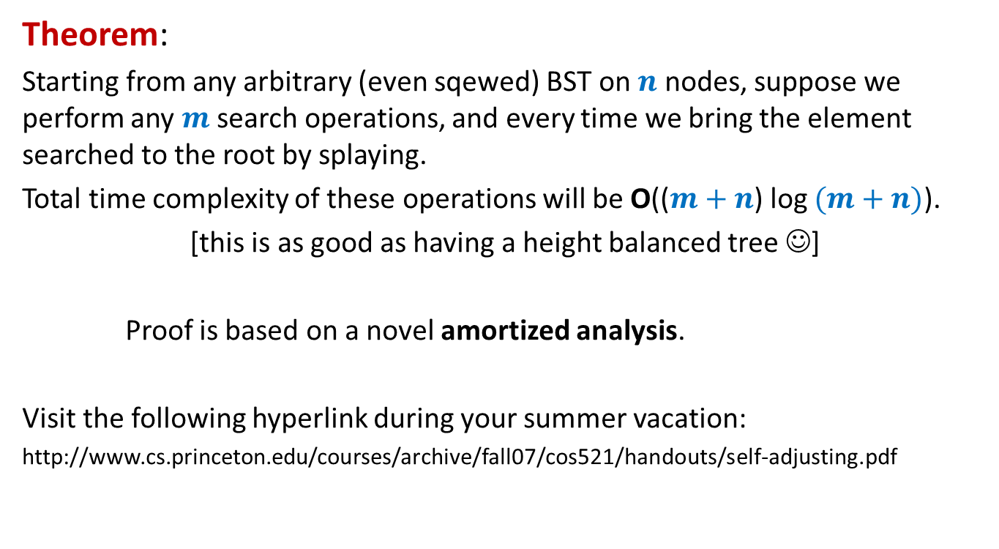 Theorem:
Starting from any arbitrary (even sqewed) BST on n nodes, suppose we
perform any m search operations, and every time we bring the element
searched to the root by splaying.
Total time complexity of these operations will be O((m + n) log (m + n)).
[this is as good as having a height balanced tree ☺]
Proof is based on a novel amortized analysis.
Visit the following hyperlink during your summer vacation:
http://www.cs.princeton.edu/courses/archive/fall07/cos521/handouts/self-adjusting.pdf